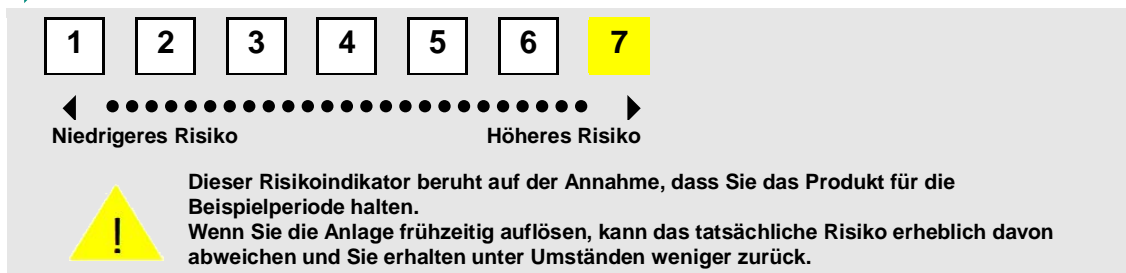 1 2 3 4 5 6 7
Niedrigeres Risiko Höheres Risiko
Dieser Risikoindikator beruht auf der Annahme, dass Sie das Produkt für die
Beispielperiode halten.
! Wenn Sie die Anlage frühzeitig auflösen, kann das tatsächliche Risiko erheblich davon
abweichen und Sie erhalten unter Umständen weniger zurück.